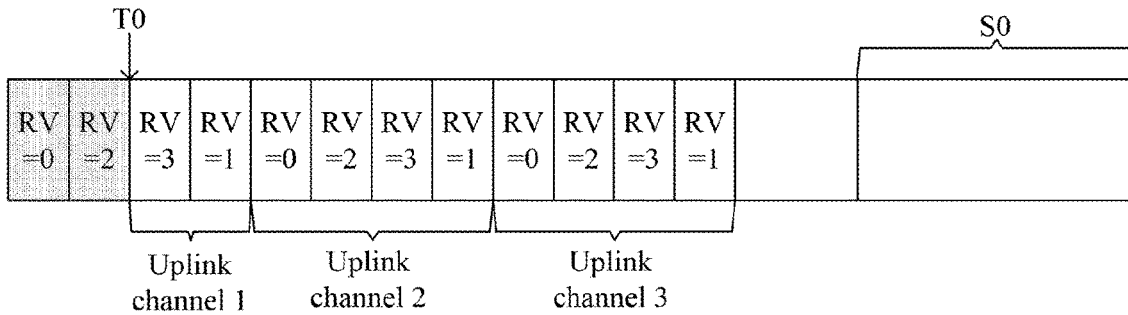 T0
S0
RV RV RV RV RV RV RV RV RV RV RV RV
=0 =2 =3 =1 =0 =2 =3 =1 =0 =2 =3 =1
Uplink Uplink Uplink
channel 1 channel 2 channel 3